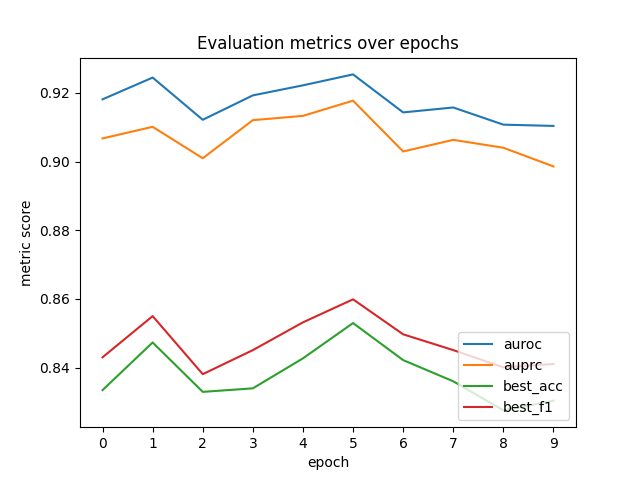 Evaluation metrics over epochs
metric score
0.92
0.90
0.88
0.86
0.84
auroc
auprc
best_acc
best_f1
0 1 2 3 4 5 6 7 8 9
epoch